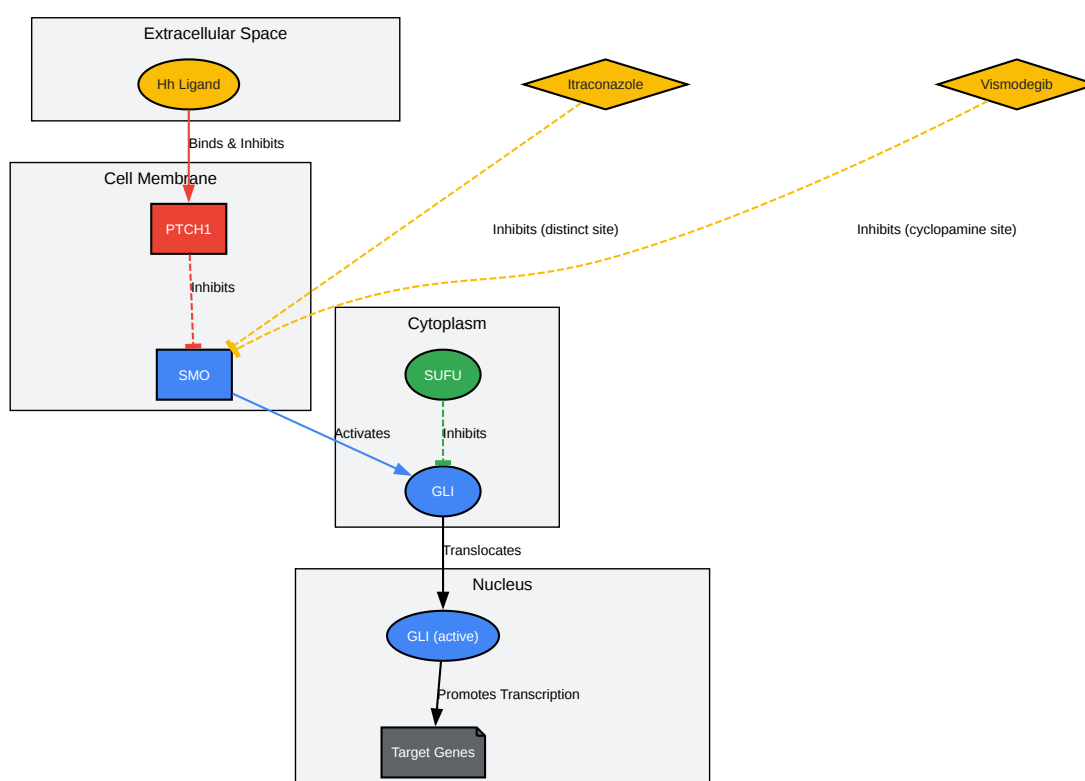 Extracellular Space
Hh Ligand
Itraconazole
Vismodegib
Binds & Inhibits
Cell Membrane
PTCH1
Inhibits (distinct site)
Inhibits (cyclopamine site)
Inhibits
Cytoplasm
SMO
SUFU
Activates
Inhibits
GLI
Translocates
Nucleus
GLI (active)
Promotes Transcription
Target Genes